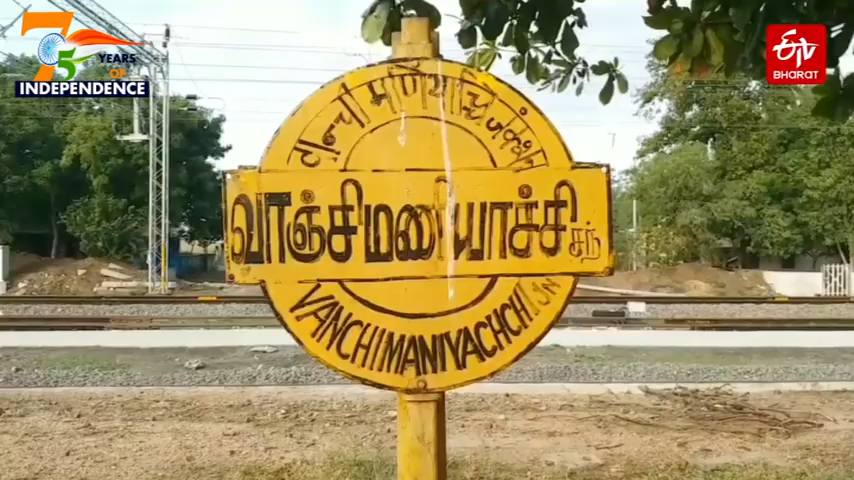 75
YEARS
OF
INDEPENDENCE
ETV
BHARAT
வாஞ்சிமணியாச்சி சந்
VANCHIMANIYACHCHI JN